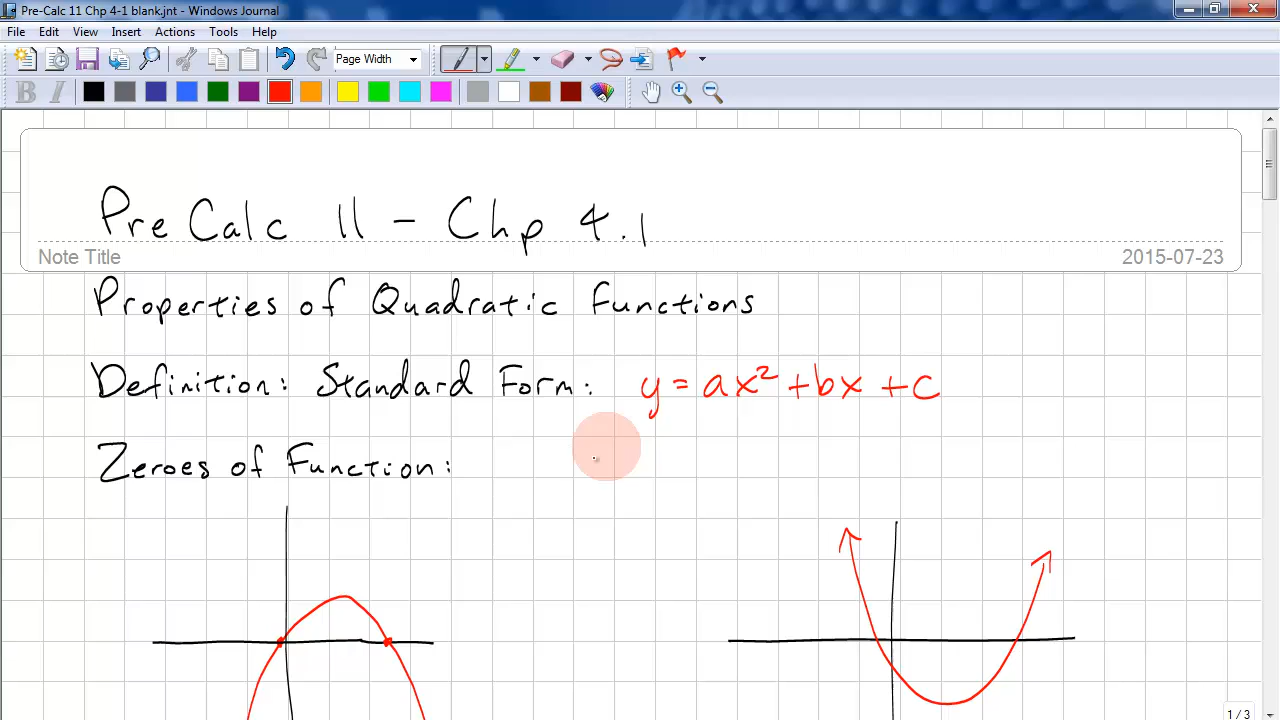 Pre-Calc 11 Chp 4-1 blank.jnt - Windows Journal
File Edit View Insert Actions Tools Help
Page Width
B I
Pre Calc 11 - Chp 4.1
Note Title 2015-07-23
Properties of Quadratic Functions
Definition: Standard Form: y = ax² + bx + c
Zeroes of Function:
1 / 3